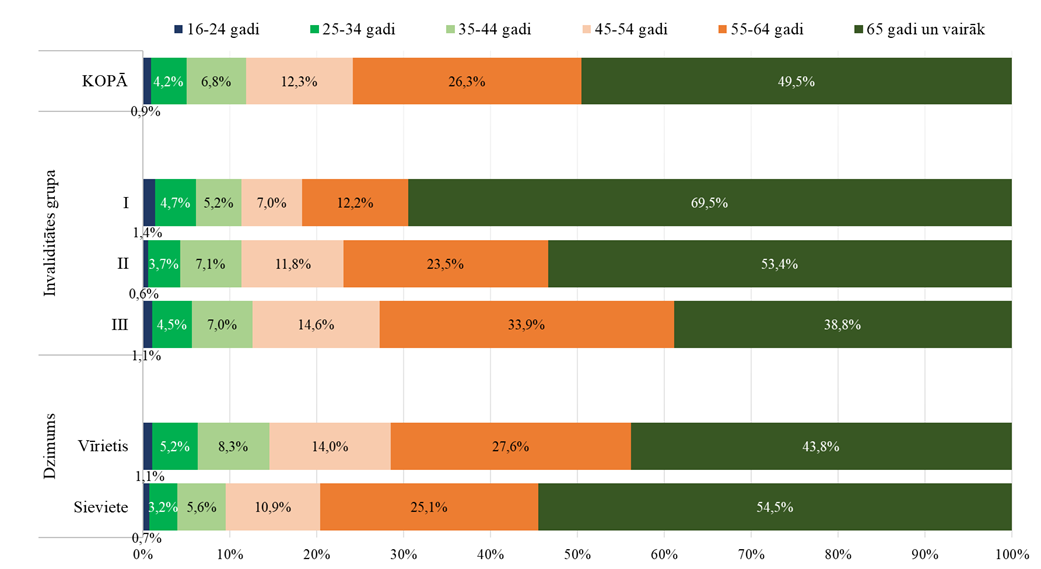 16-24 gadi 25-34 gadi 35-44 gadi 45-54 gadi 55-64 gadi 65 gadi un vairāk
KOPĀ 4,2% 6,8% 12,3% 26,3% 49,5%
0,9%
Invaliditātes grupa
I 4,7% 5,2% 7,0% 12,2% 69,5%
1,4%
II 3,7% 7,1% 11,8% 23,5% 53,4%
0,6%
III 4,5% 7,0% 14,6% 33,9% 38,8%
1,1%
Dzimums
Vīrietis 5,2% 8,3% 14,0% 27,6% 43,8%
1,1%
Sieviete 3,2% 5,6% 10,9% 25,1% 54,5%
0,7%
0% 10% 20% 30% 40% 50% 60% 70% 80% 90% 100%